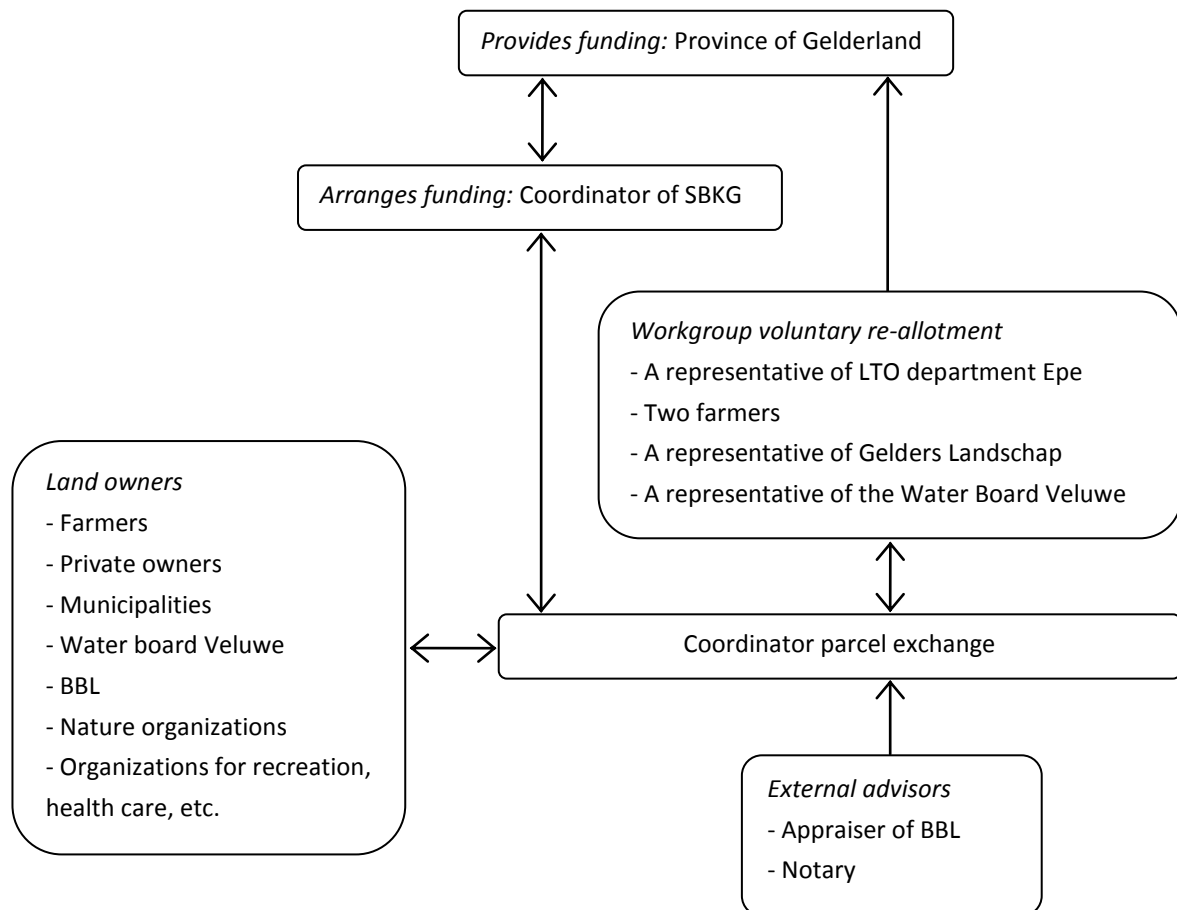 Provides funding: Province of Gelderland
Arranges funding: Coordinator of SBKG
Workgroup voluntary re-allotment
- A representative of LTO department Epe
- Two farmers
- A representative of Gelders Landschap
- A representative of the Water Board Veluwe
Land owners
- Farmers
- Private owners
- Municipalities
- Water board Veluwe
- BBL
- Nature organizations
- Organizations for recreation,
health care, etc.
Coordinator parcel exchange
External advisors
- Appraiser of BBL
- Notary